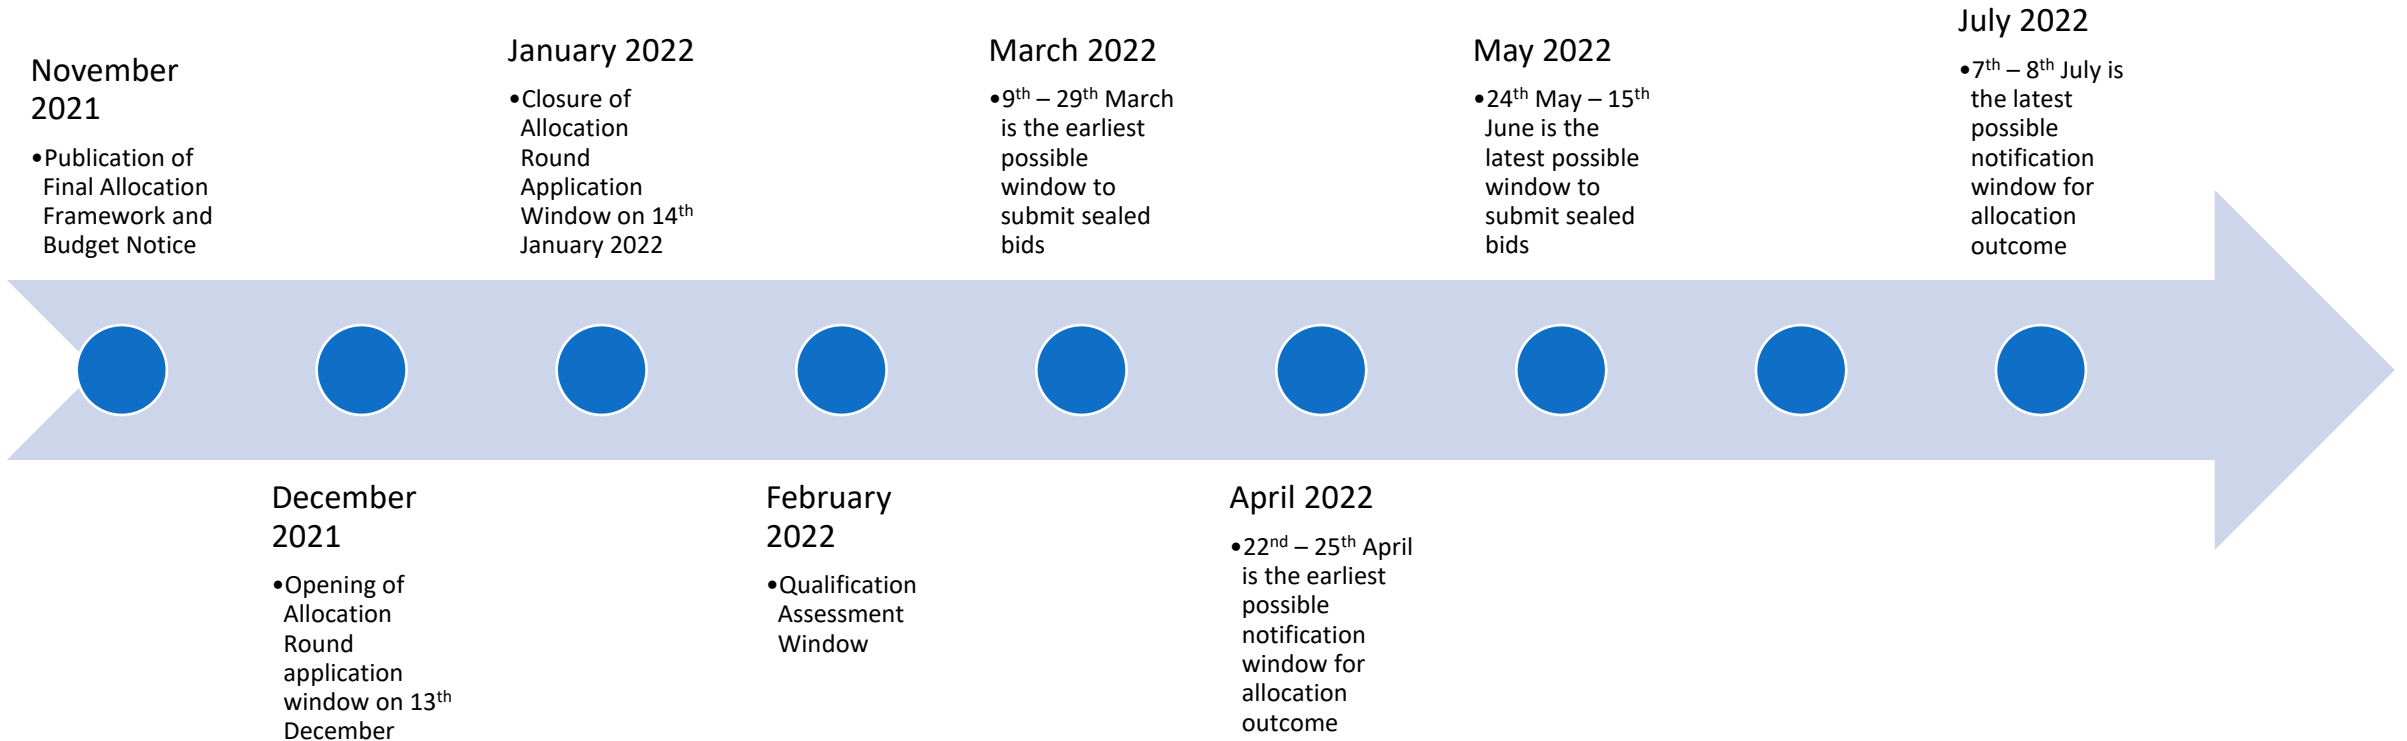 November
2021
•Publication of
Final Allocation
Framework and
Budget Notice
December
2021
•Opening of
Allocation
Round
application
window on 13th
December
January 2022
•Closure of
Allocation
Round
Application
Window on 14th
January 2022
February
2022
•Qualification
Assessment
Window
March 2022
•9th – 29th March
is the earliest
possible
window to
submit sealed
bids
April 2022
•22nd – 25th April
is the earliest
possible
notification
window for
allocation
outcome
May 2022
•24th May – 15th
June is the
latest possible
window to
submit sealed
bids
July 2022
•7th – 8th July is
the latest
possible
notification
window for
allocation
outcome